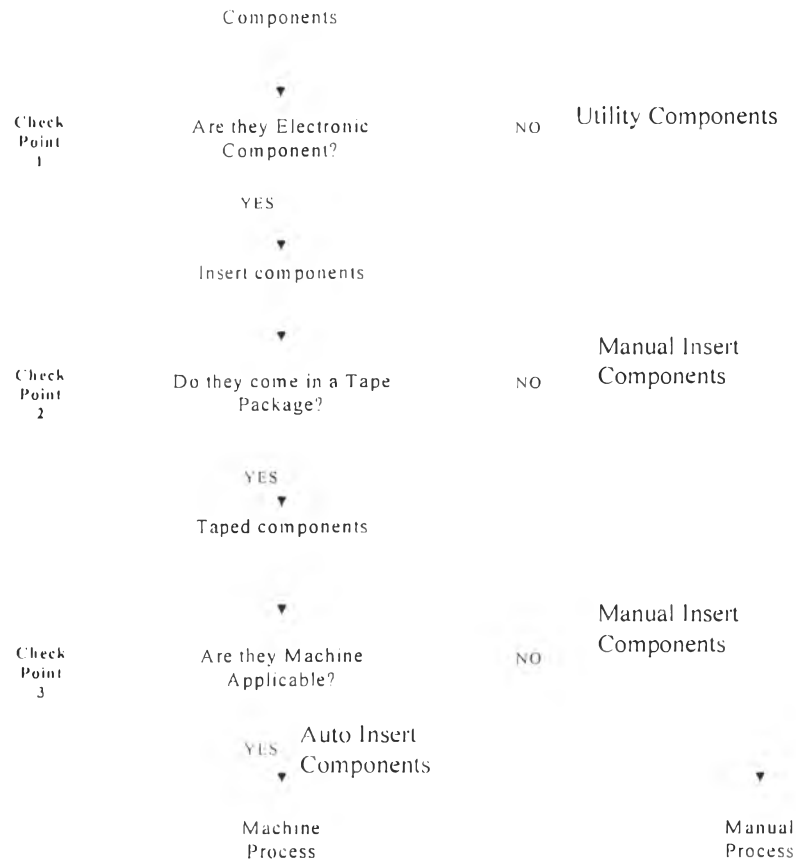 Components
Check
Point
1
Are they Electronic
Component?
NO
Utility Components
YES
Insert components
Check
Point
2
Do they come in a Tape
Package?
NO
Manual Insert
Components
YES
Taped components
Check
Point
3
Are they Machine
Applicable?
NO
Manual Insert
Components
YES
Auto Insert
Components
Machine
Process
Manual
Process